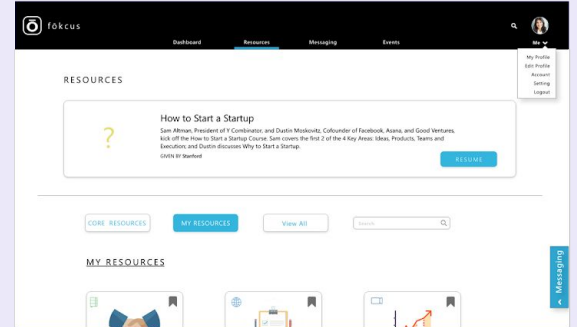 fōkcus
Dashboard Resources Messaging Events
Me
My Profile
Edit Profile
Account
Setting
Logout
RESOURCES
?
How to Start a Startup
Sam Altman, President of Y Combinator, and Dustin Moskovitz, Cofounder of Facebook, Asana, and Good Ventures,
kick off the How to Start a Startup Course. Sam covers the first 2 of the 4 Key Areas: Ideas, Products, Teams and
Execution; and Dustin discusses Why to Start a Startup.
GIVEN BY Stanford
RESUME
CORE RESOURCES MY RESOURCES View All Search
Messaging
MY RESOURCES